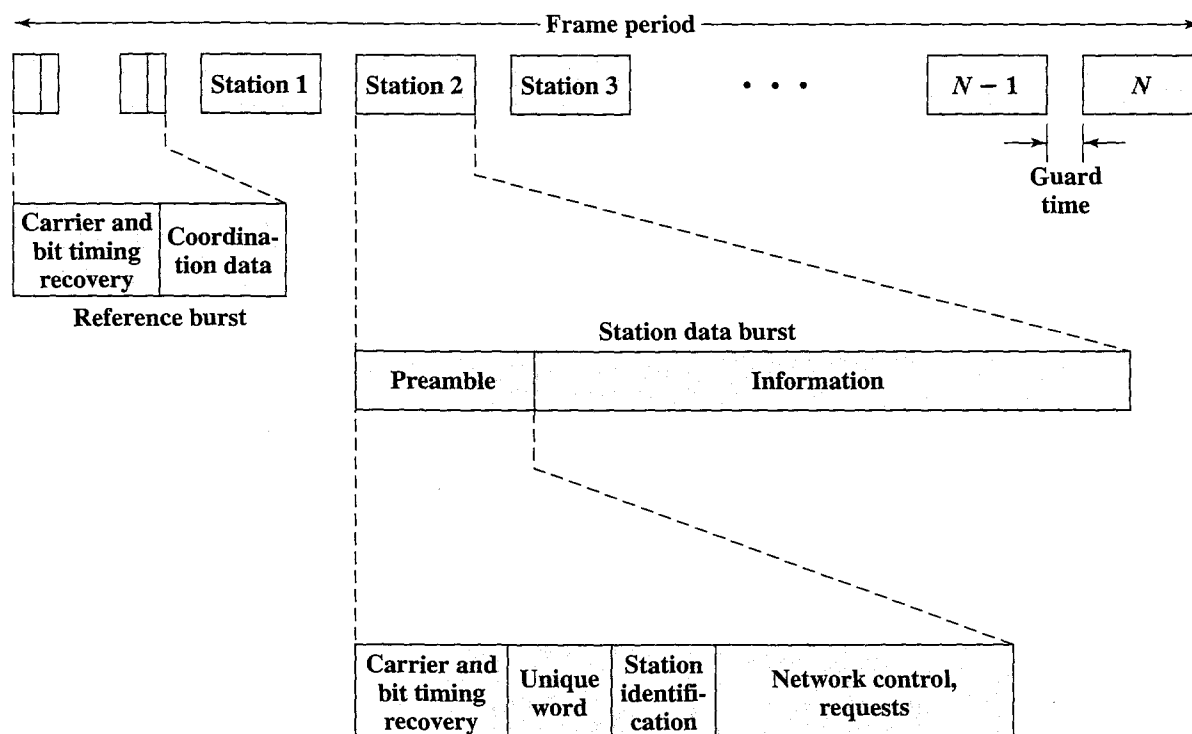 Frame period
Station 1
Station 2
Station 3
• • •
N − 1
N
Guard
time
Carrier and
bit timing
recovery
Coordina-
tion data
Reference burst
Station data burst
Preamble
Information
Carrier and
bit timing
recovery
Unique
word
Station
identifi-
cation
Network control,
requests